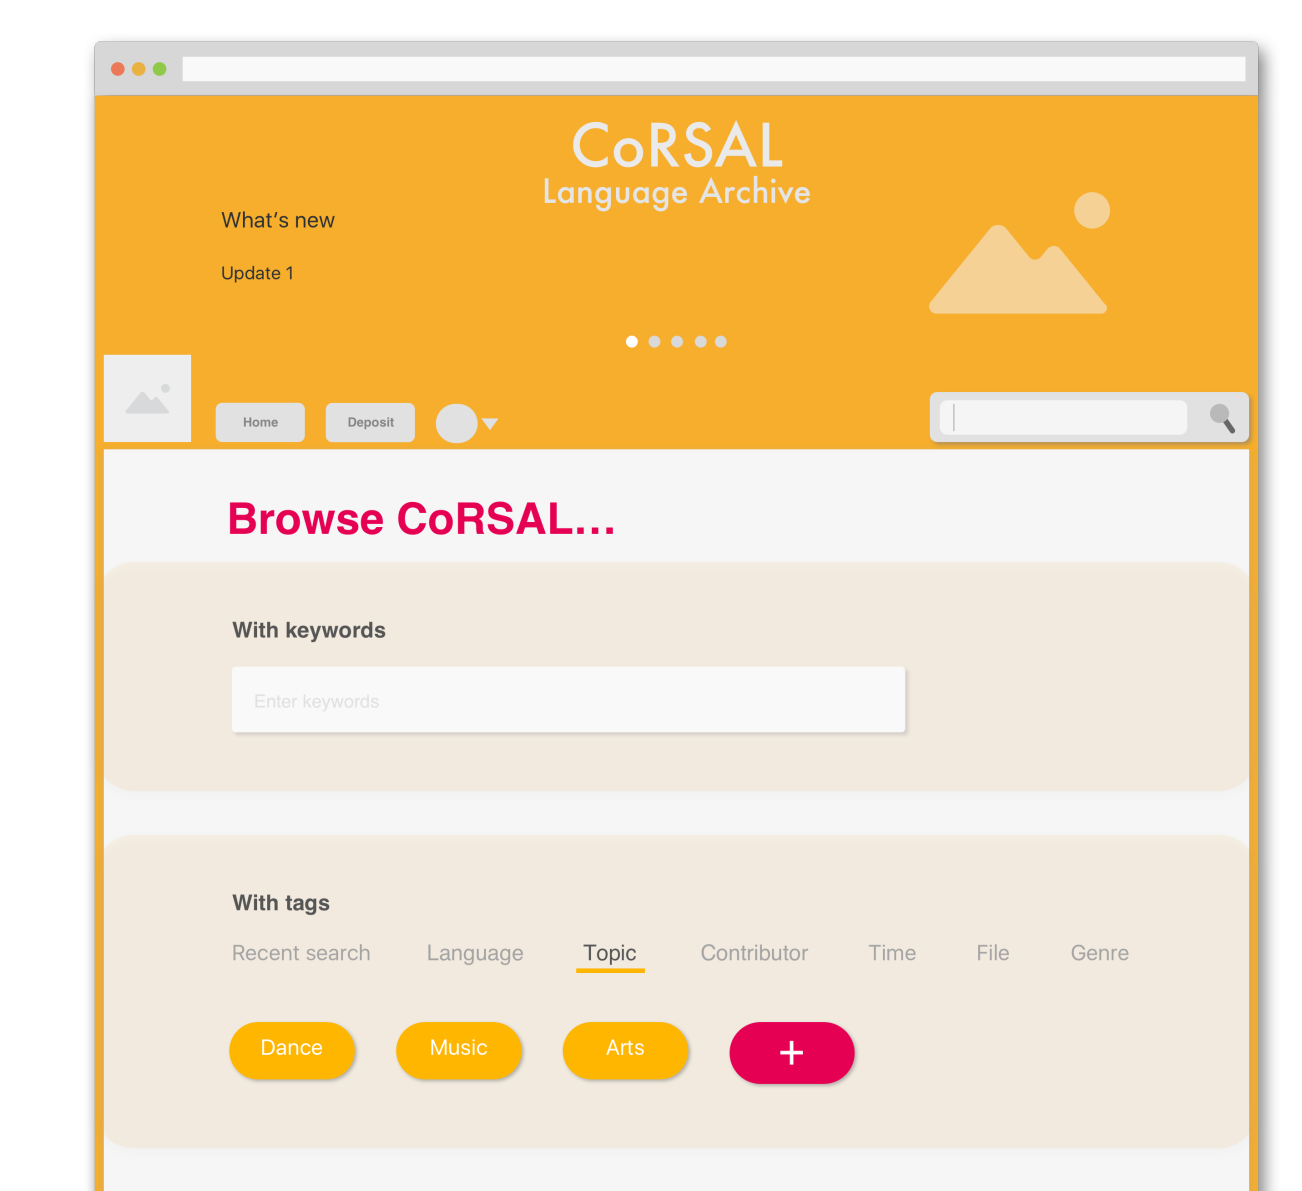 CoRSAL
Language Archive
What's new
Update 1
Home
Deposit
Browse CoRSAL...
With keywords
Enter keywords
With tags
Recent search Language Topic Contributor Time File Genre
Dance Music Arts +